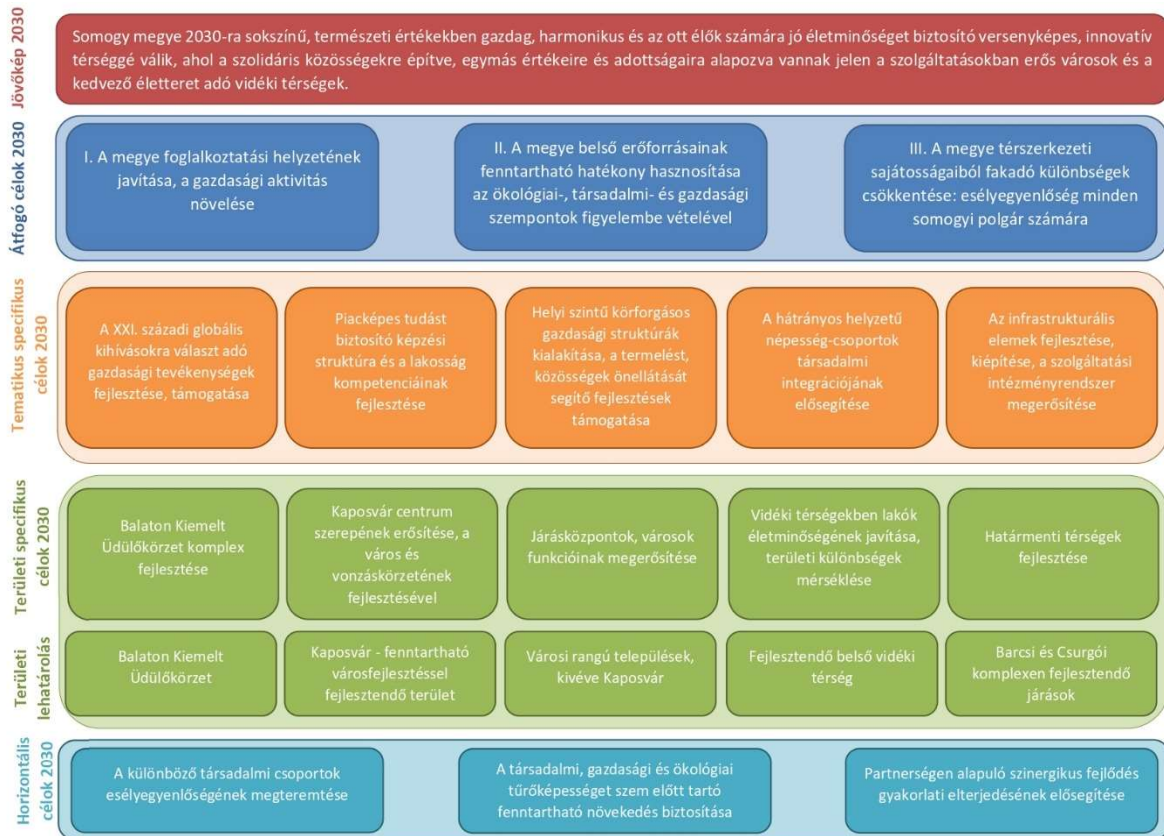 Jövőkép 2030
Somogy megye 2030-ra sokszínű, természeti értékekben gazdag, harmonikus és az ott élők számára jó életminőséget biztosító versenyképes, innovatív
térséggé válik, ahol a szolidáris közösségekre építve, egymás értékeire és adottságaira alapozva vannak jelen a szolgáltatásokban erős városok és a
kedvező életteret adó vidéki térségek.
Átfogó célok 2030
I. A megye foglalkoztatási helyzetének
javítása, a gazdasági aktivitás
növelése
II. A megye belső erőforrásainak
fenntartható hatékony hasznosítása
az ökológiai-, társadalmi- és gazdasági
szempontok figyelembe vételével
III. A megye térszerkezeti
sajátosságaiból fakadó különbségek
csökkentése: esélyegyenlőség minden
somogyi polgár számára
Tematikus specifikus
célok 2030
A XXI. századi globális
kihívásokra választ adó
gazdasági tevékenységek
fejlesztése, támogatása
Piacképes tudást
biztosító képzési
struktúra és a lakosság
kompetenciáinak
fejlesztése
Helyi szintű körforgásos
gazdasági struktúrák
kialakítása, a termelést,
közösségek önellátását
segítő fejlesztések
támogatása
A hátrányos helyzetű
népesség-csoportok
társadalmi
integrációjának
elősegítése
Az infrastrukturális
elemek fejlesztése,
kiépítése, a szolgáltatási
intézményrendszer
megerősítése
Területi specifikus
célok 2030
Balaton Kiemelt
Üdülőkörzet komplex
fejlesztése
Kaposvár centrum
szerepének erősítése, a
város és
vonzáskörzetének
fejlesztésével
Járásközpontok, városok
funkcióinak megerősítése
Vidéki térségekben lakók
életminőségének javítása,
területi különbségek
mérséklése
Határmenti térségek
fejlesztése
Területi
lehatárolás
Balaton Kiemelt
Üdülőkörzet
Kaposvár - fenntartható
városfejlesztéssel
fejlesztendő terület
Városi rangú települések,
kivéve Kaposvár
Fejlesztendő belső vidéki
térség
Barcsi és Csurgói
komplexen fejlesztendő
járások
Horizontális
célok 2030
A különböző társadalmi csoportok
esélyegyenlőségének megteremtése
A társadalmi, gazdasági és ökológiai
tűrőképességet szem előtt tartó
fenntartható növekedés biztosítása
Partnerségen alapuló szinergikus fejlődés
gyakorlati elterjedésének elősegítése